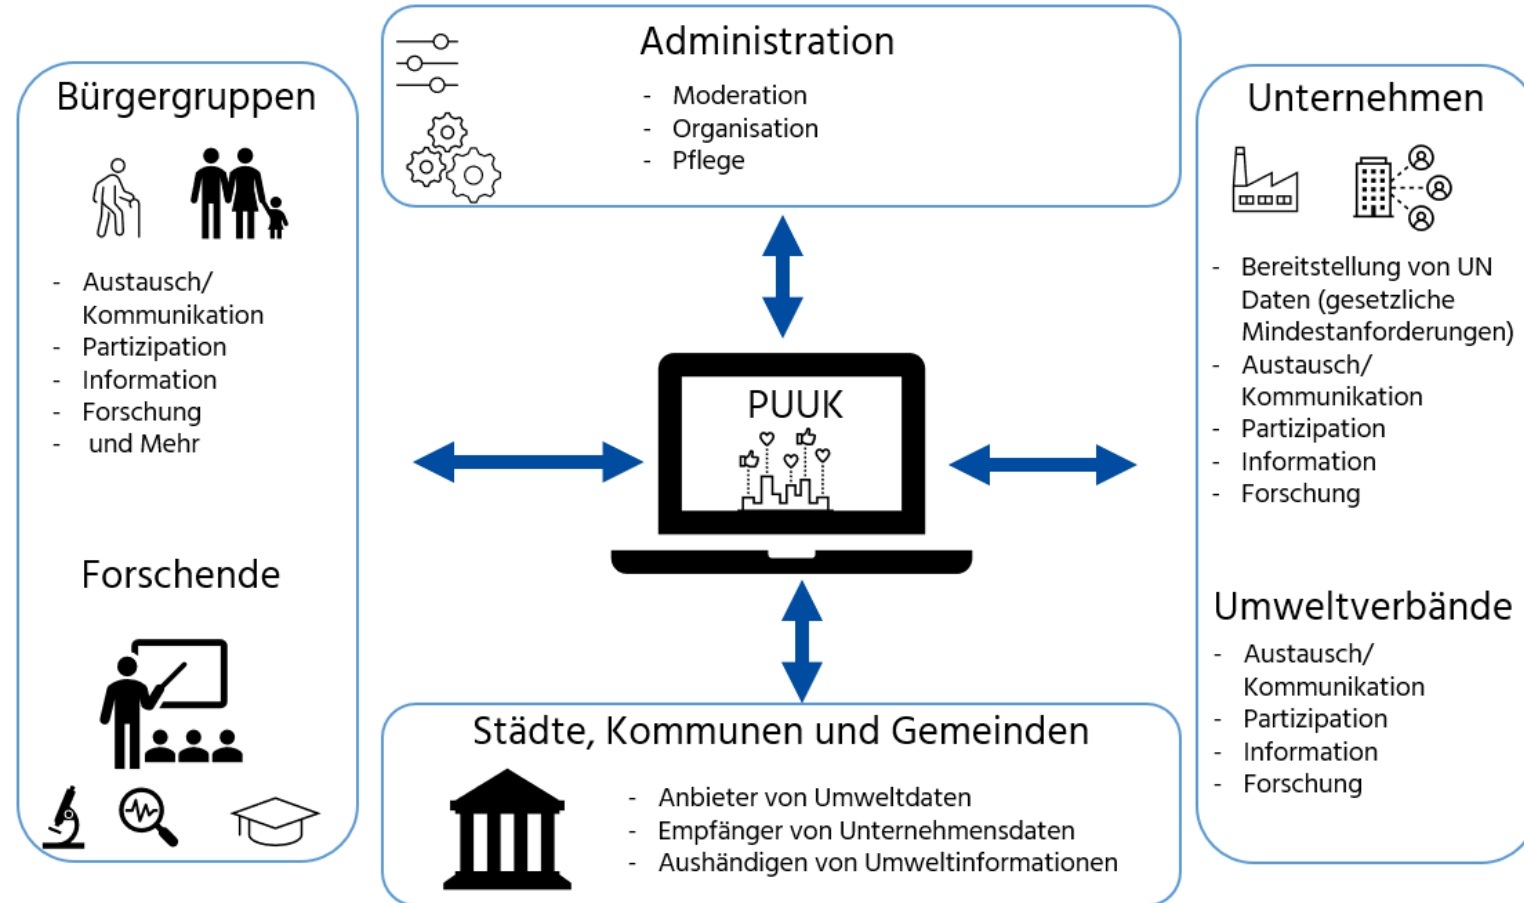 Administration
- Moderation
- Organisation
- Pflege
Bürgergruppen
- Austausch/
Kommunikation
- Partizipation
- Information
- Forschung
- und Mehr
Forschende
PUUK
Unternehmen
- Bereitstellung von UN
Daten (gesetzliche
Mindestanforderungen)
- Austausch/
Kommunikation
- Partizipation
- Information
- Forschung
Umweltverbände
- Austausch/
Kommunikation
- Partizipation
- Information
- Forschung
Städte, Kommunen und Gemeinden
- Anbieter von Umweltdaten
- Empfänger von Unternehmensdaten
- Aushändigen von Umweltinformationen